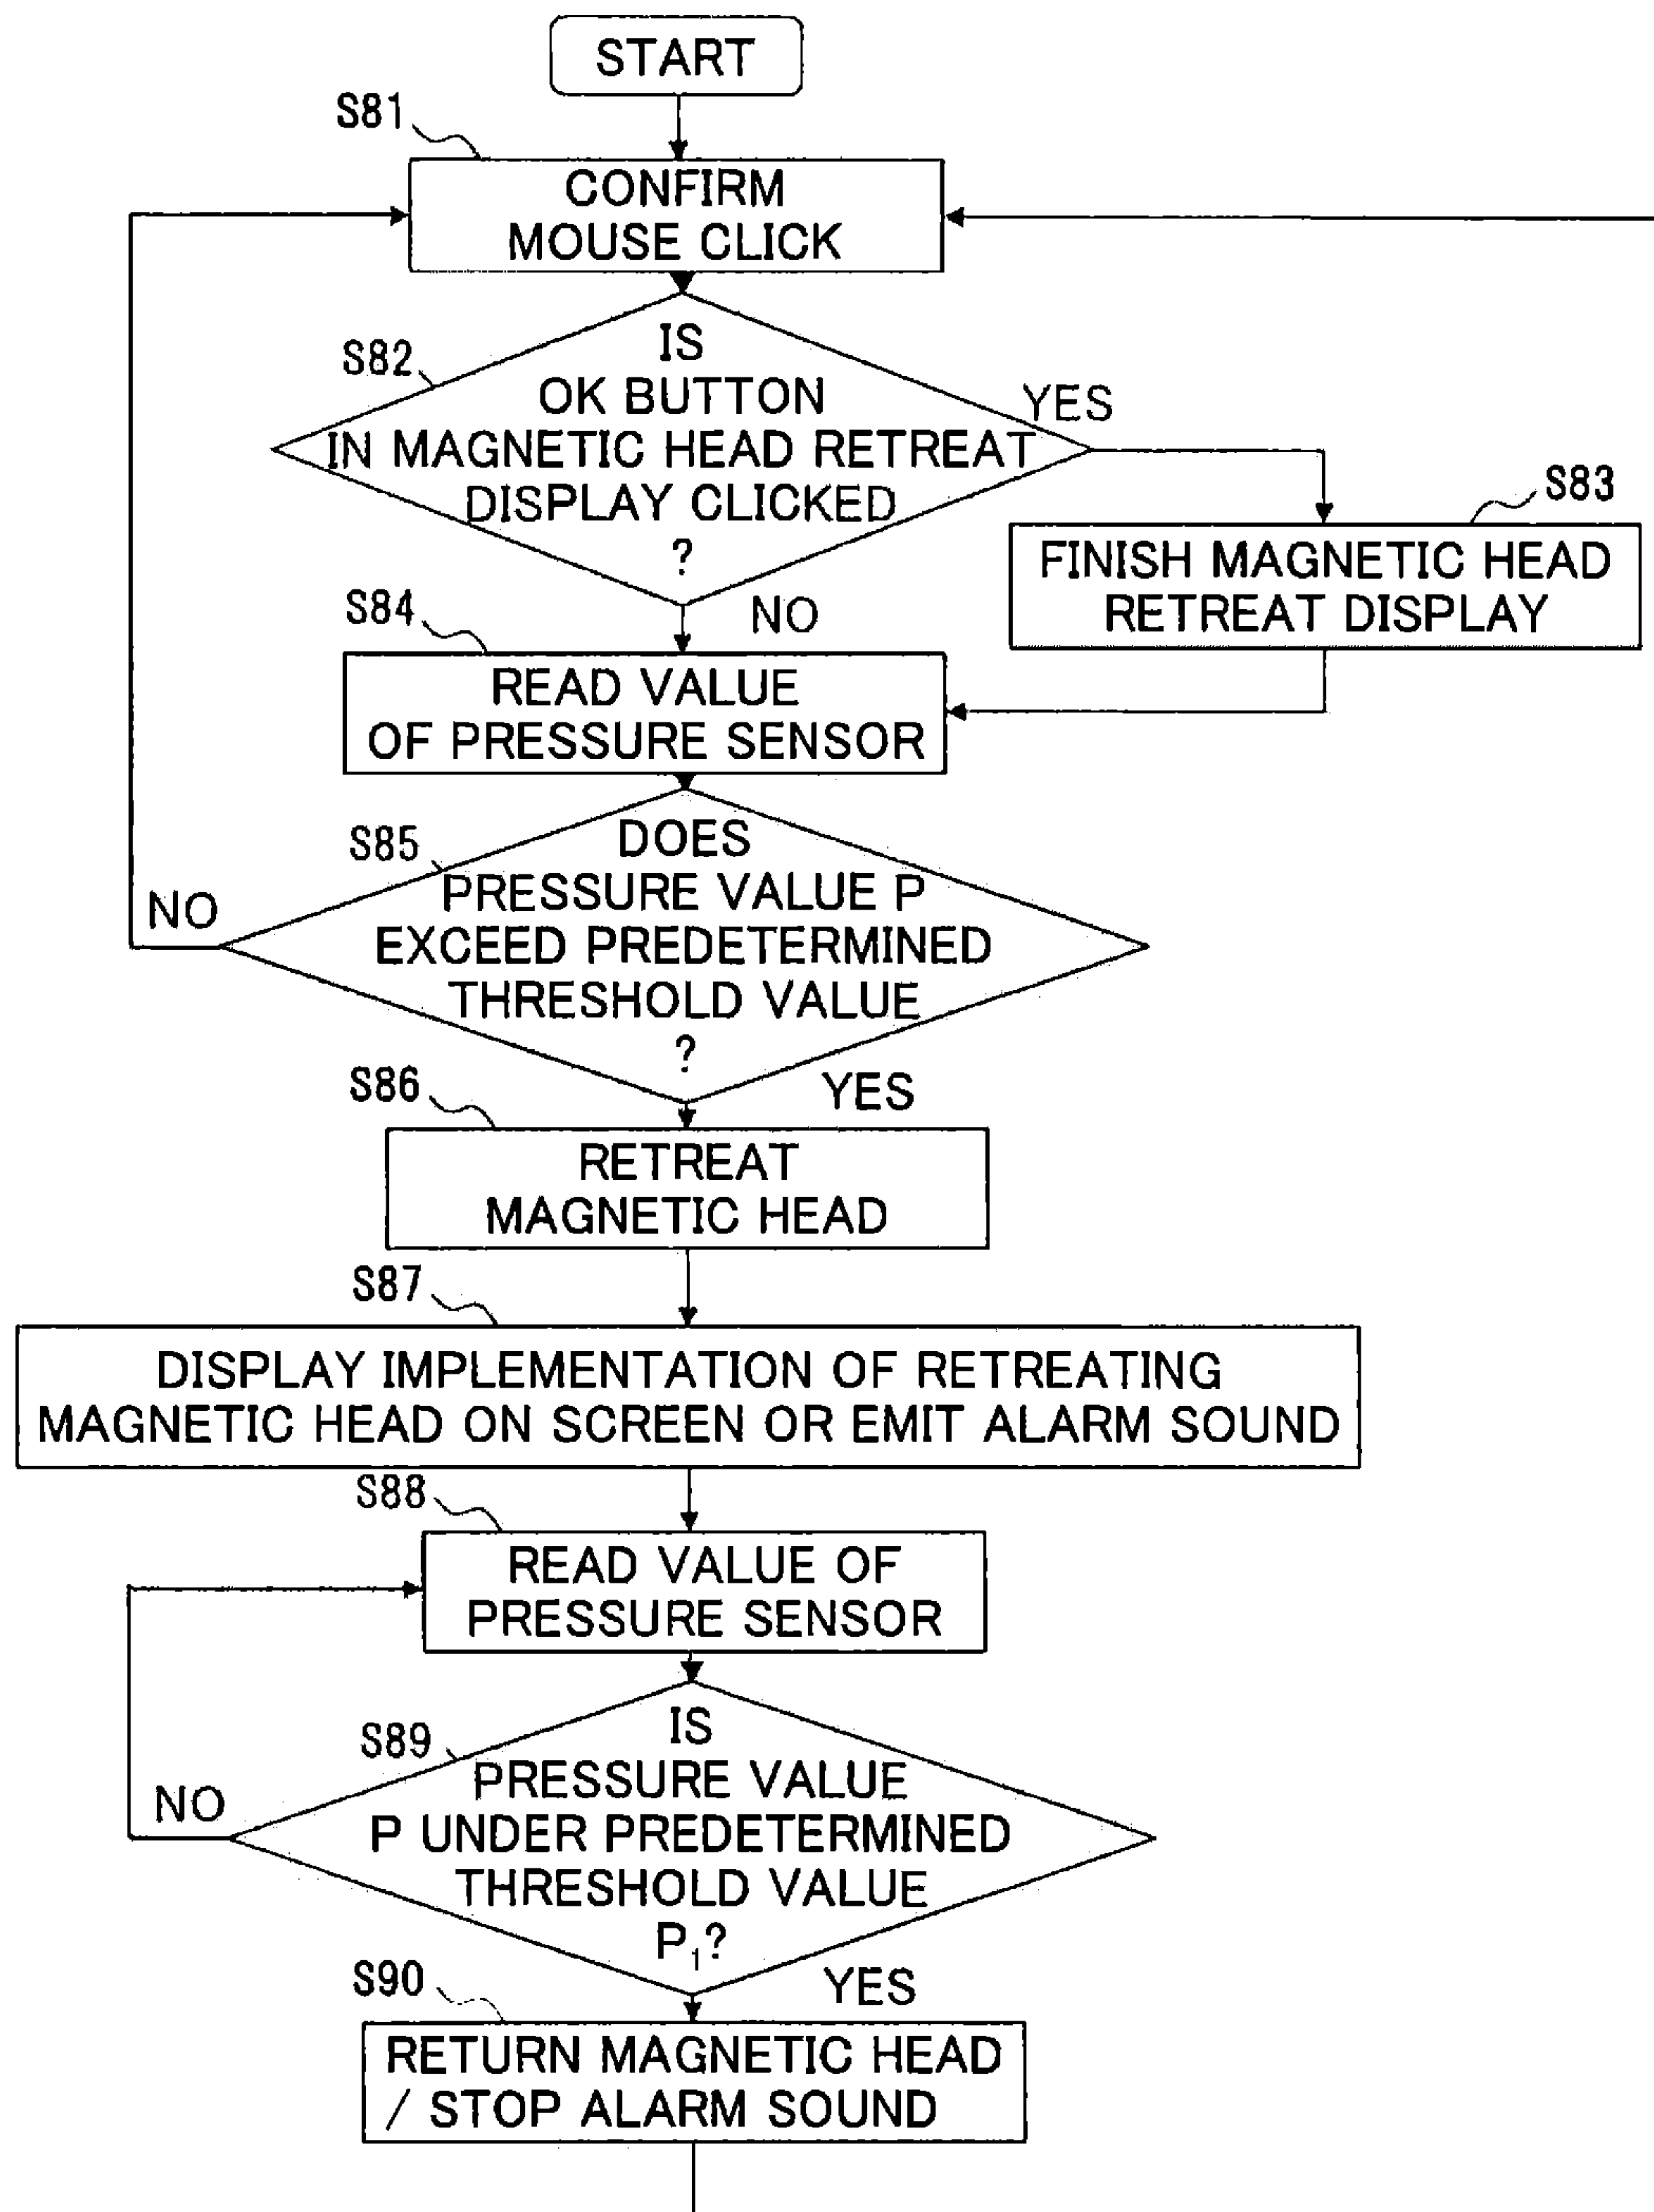 START
S81
CONFIRM
MOUSE CLICK
S82
IS
OK BUTTON
IN MAGNETIC HEAD RETREAT
DISPLAY CLICKED
?
YES
S83
FINISH MAGNETIC HEAD
RETREAT DISPLAY
NO
S84
READ VALUE
OF PRESSURE SENSOR
S85
DOES
PRESSURE VALUE P
EXCEED PREDETERMINED
THRESHOLD VALUE
?
NO
YES
S86
RETREAT
MAGNETIC HEAD
S87
DISPLAY IMPLEMENTATION OF RETREATING
MAGNETIC HEAD ON SCREEN OR EMIT ALARM SOUND
S88
READ VALUE OF
PRESSURE SENSOR
S89
IS
PRESSURE VALUE
P UNDER PREDETERMINED
THRESHOLD VALUE
P₁?
NO
YES
S90
RETURN MAGNETIC HEAD
/ STOP ALARM SOUND